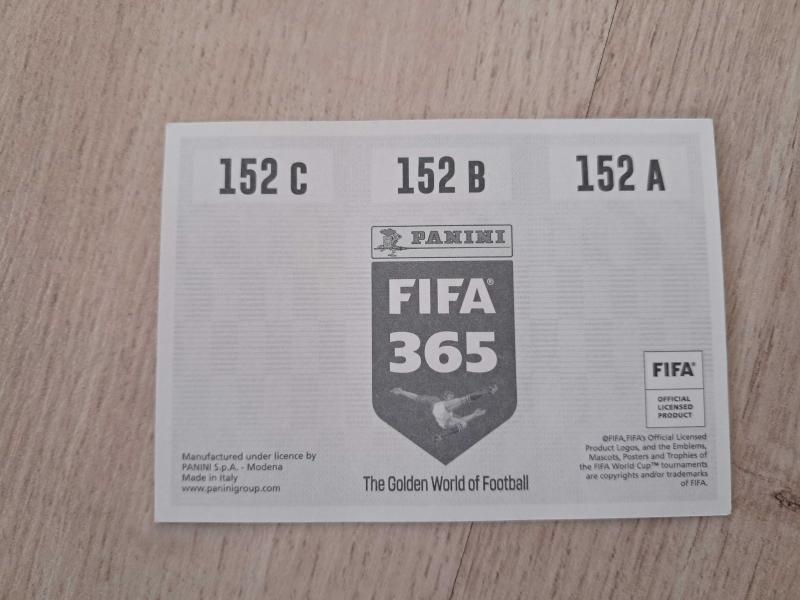 152 C
152 B
152 A
PANINI
FIFA®
365
The Golden World of Football
Manufactured under licence by
PANINI S.p.A. - Modena
Made in Italy
www.paninigroup.com
FIFA®
OFFICIAL
LICENSED
PRODUCT
©FIFA,FIFA's Official Licensed
Product Logos, and the Emblems,
Mascots, Posters and Trophies of
the FIFA World Cup™ tournaments
are copyrights and/or trademarks
of FIFA.